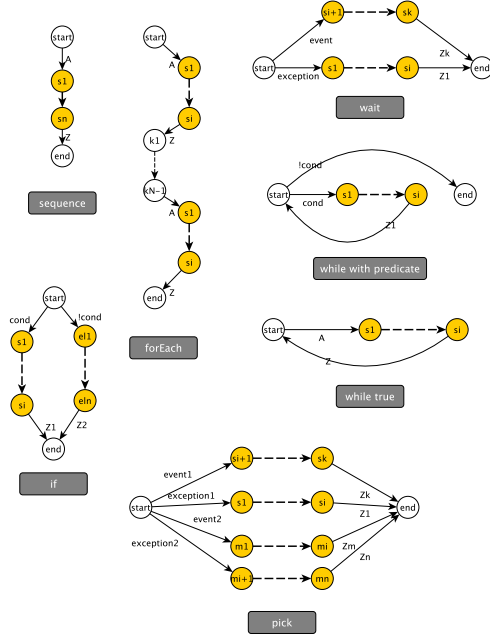 start
A
s1
sn
Z
end
sequence
start
A
s1
si
Z
k1
kN-1
A
s1
si
Z
end
forEach
si+1
sk
event
Zk
start
exception
s1
si
Z1
end
wait
!cond
start
cond
s1
si
end
Z1
while with predicate
start
A
s1
si
Z
while true
start
cond
!cond
s1
el1
si
eln
Z1
Z2
end
if
si+1
sk
event1
Zk
exception1
s1
si
Z1
start
end
event2
m1
mi
Zm
exception2
Zn
mi+1
mn
pick